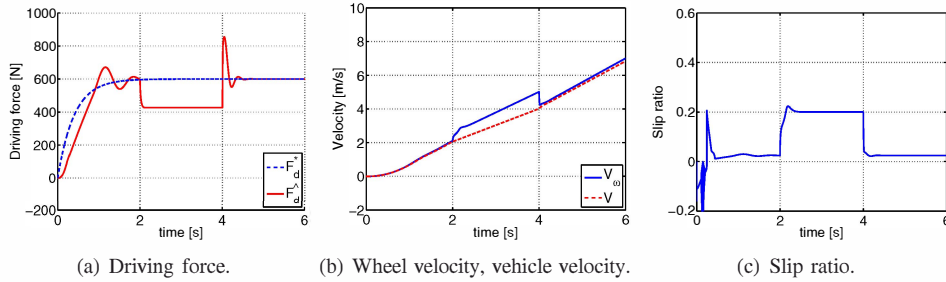 1000
800
600
400
200
0
−200
Driving force [N]
0
2
4
6
time [s]
F*d
F^d
10
8
6
4
2
0
−2
Velocity [m/s]
0
2
4
6
time [s]
Vω
V
0.6
0.4
0.2
0
−0.2
Slip ratio
0
2
4
6
time [s]
(a) Driving force.
(b) Wheel velocity, vehicle velocity.
(c) Slip ratio.